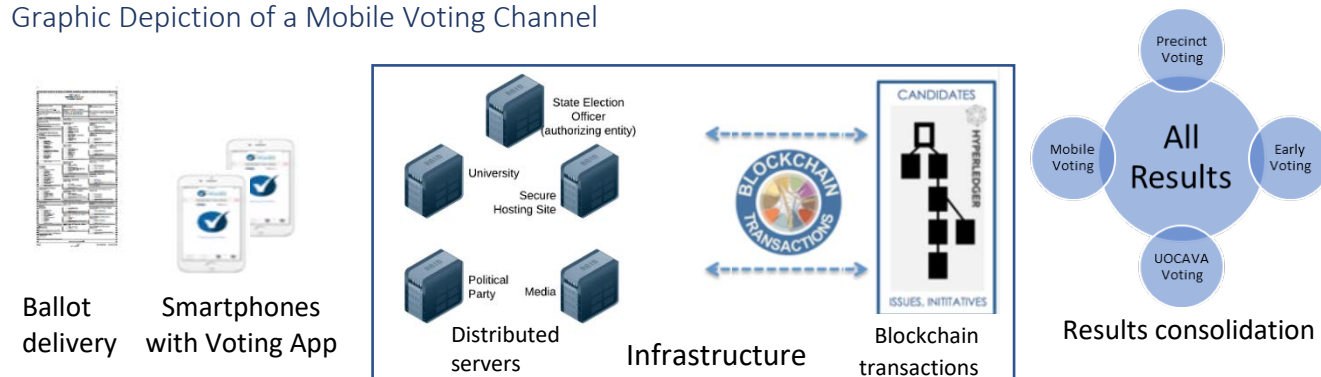 Graphic Depiction of a Mobile Voting Channel
Ballot
delivery
Smartphones
with Voting App
State Election
Officer
(authorizing entity)
University
Secure
Hosting Site
Political
Party
Media
Distributed
servers
Infrastructure
BLOCKCHAIN
TRANSACTIONS
CANDIDATES
HYPERLEDGER
ISSUES, INITITATIVES
Blockchain
transactions
Precinct
Voting
Mobile
Voting
All
Results
Early
Voting
UOCAVA
Voting
Results consolidation